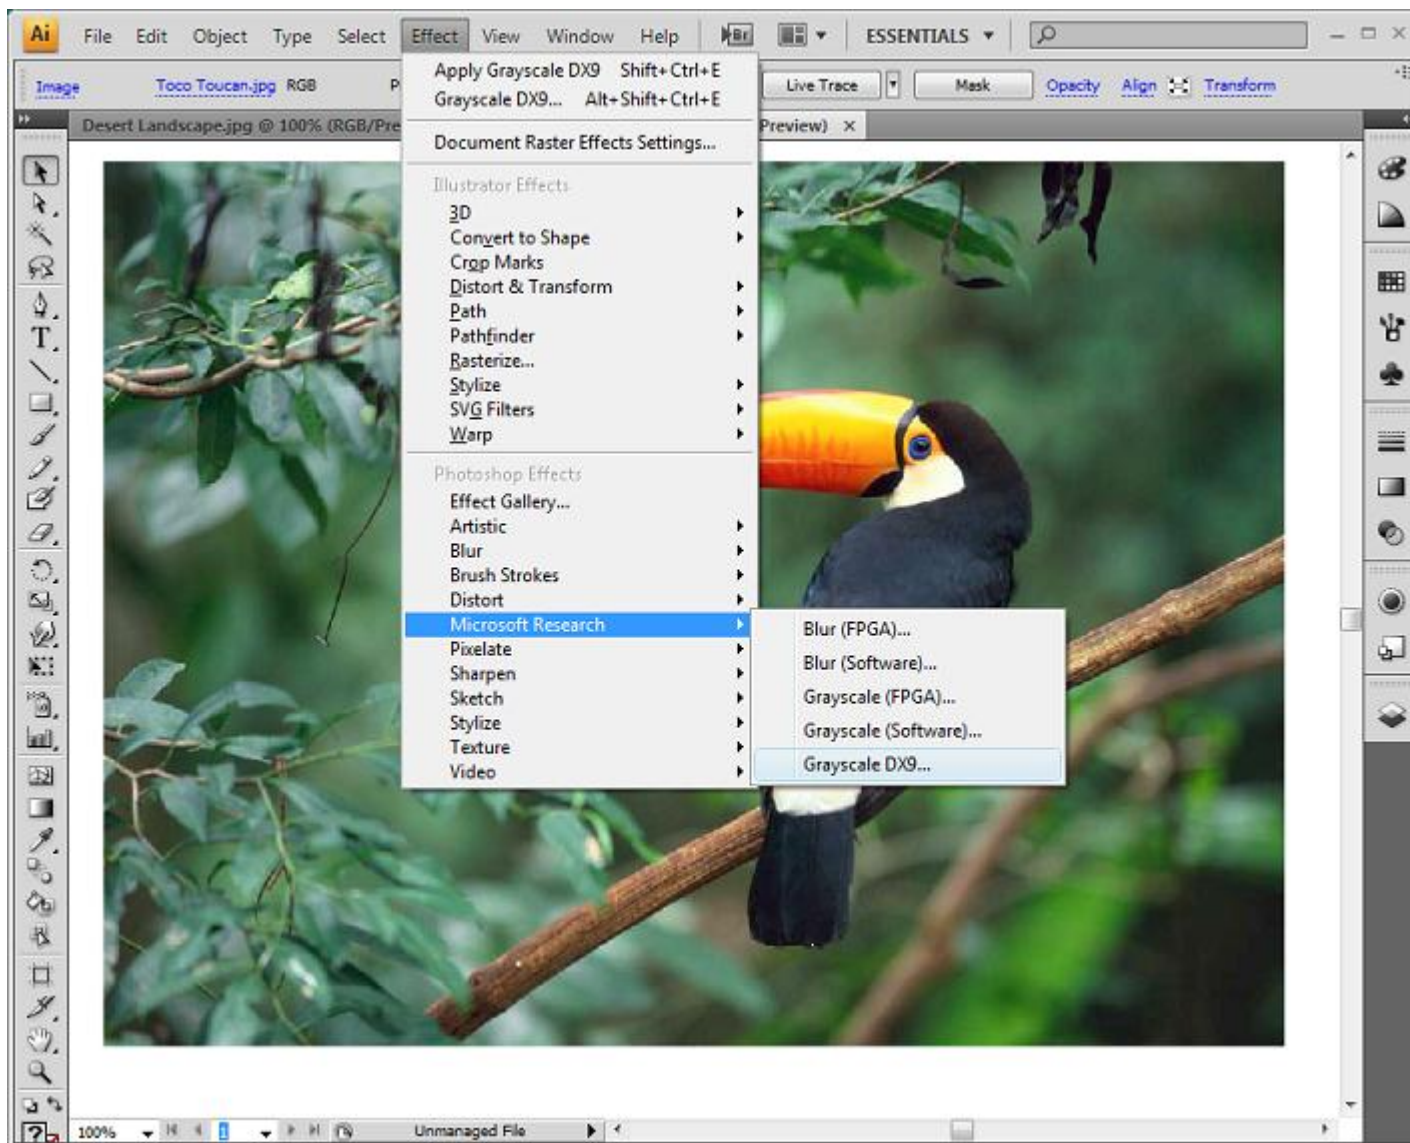 Ai File Edit Object Type Select Effect View Window Help Br ESSENTIALS
Image Toco Toucan.jpg RGB P Live Trace Mask Opacity Align Transform
Desert Landscape.jpg @ 100% (RGB/Pre Preview) ×
Apply Grayscale DX9 Shift+Ctrl+E
Grayscale DX9... Alt+Shift+Ctrl+E
Document Raster Effects Settings...
Illustrator Effects
3D
Convert to Shape
Crop Marks
Distort & Transform
Path
Pathfinder
Rasterize...
Stylize
SVG Filters
Warp
Photoshop Effects
Effect Gallery...
Artistic
Blur
Brush Strokes
Distort
Microsoft Research
Pixelate
Sharpen
Sketch
Stylize
Texture
Video
Blur (FPGA)...
Blur (Software)...
Grayscale (FPGA)...
Grayscale (Software)...
Grayscale DX9...
100% 1 Unmanaged File